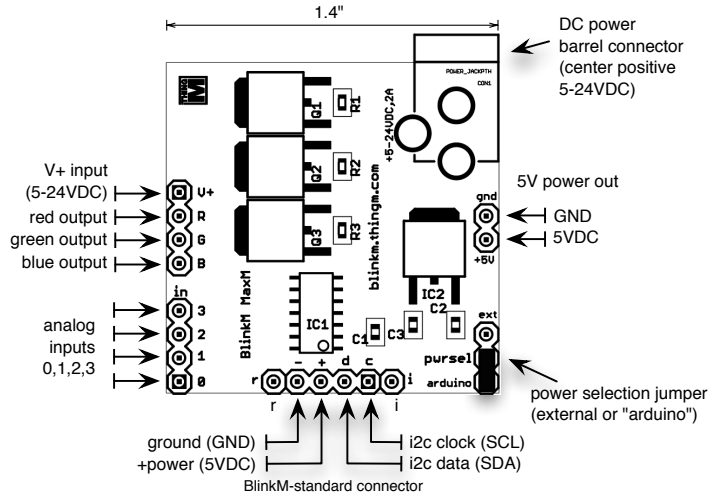 1.4"
DC power
barrel connector
(center positive
5-24VDC)
THING
M
POWER_JACKPTH
CON1
+5-24VDC,2A
Q1
R1
Q2
R2
Q3
R3
V+ input
(5-24VDC)
red output
green output
blue output
V+
R
G
B
blinkm.thingm.com
BlinkM MaxM
5V power out
gnd
GND
5VDC
+5V
IC2
C2
IC1
C1
C3
in
3
2
1
0
analog
inputs
0,1,2,3
ext
pwrsel
arduino
power selection jumper
(external or "arduino")
r - + d c i
r
i
ground (GND)
+power (5VDC)
i2c clock (SCL)
i2c data (SDA)
BlinkM-standard connector